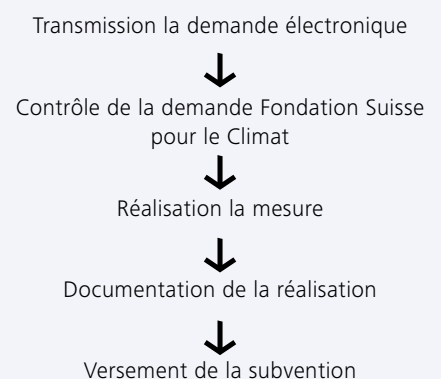 Transmission la demande électronique
Contrôle de la demande Fondation Suisse
pour le Climat
Réalisation la mesure
Documentation de la réalisation
Versement de la subvention